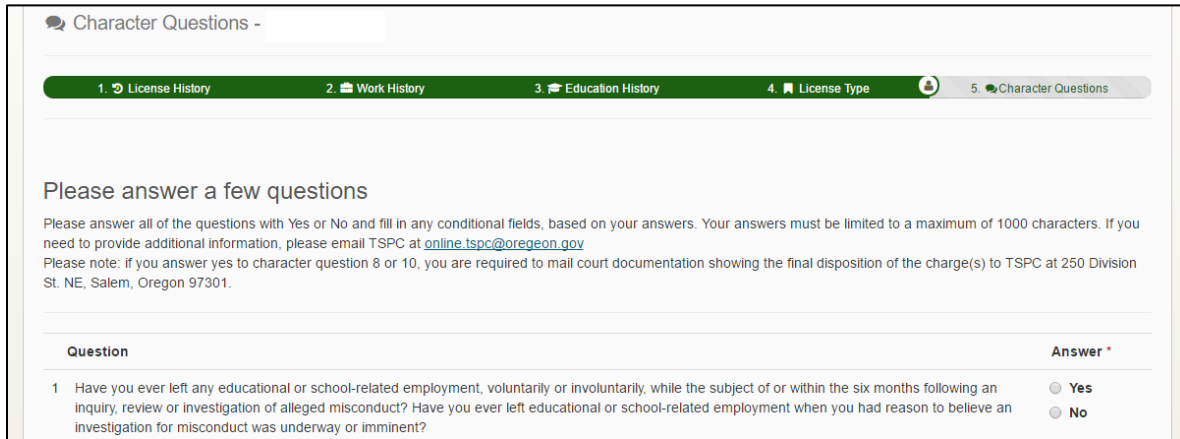 Character Questions -
1. License History 2. Work History 3. Education History 4. License Type 5. Character Questions
Please answer a few questions
Please answer all of the questions with Yes or No and fill in any conditional fields, based on your answers. Your answers must be limited to a maximum of 1000 characters. If you
need to provide additional information, please email TSPC at online.tspc@oregeon.gov
Please note: if you answer yes to character question 8 or 10, you are required to mail court documentation showing the final disposition of the charge(s) to TSPC at 250 Division
St. NE, Salem, Oregon 97301.
Question Answer *
1 Have you ever left any educational or school-related employment, voluntarily or involuntarily, while the subject of or within the six months following an
inquiry, review or investigation of alleged misconduct? Have you ever left educational or school-related employment when you had reason to believe an
investigation for misconduct was underway or imminent?
Yes
No